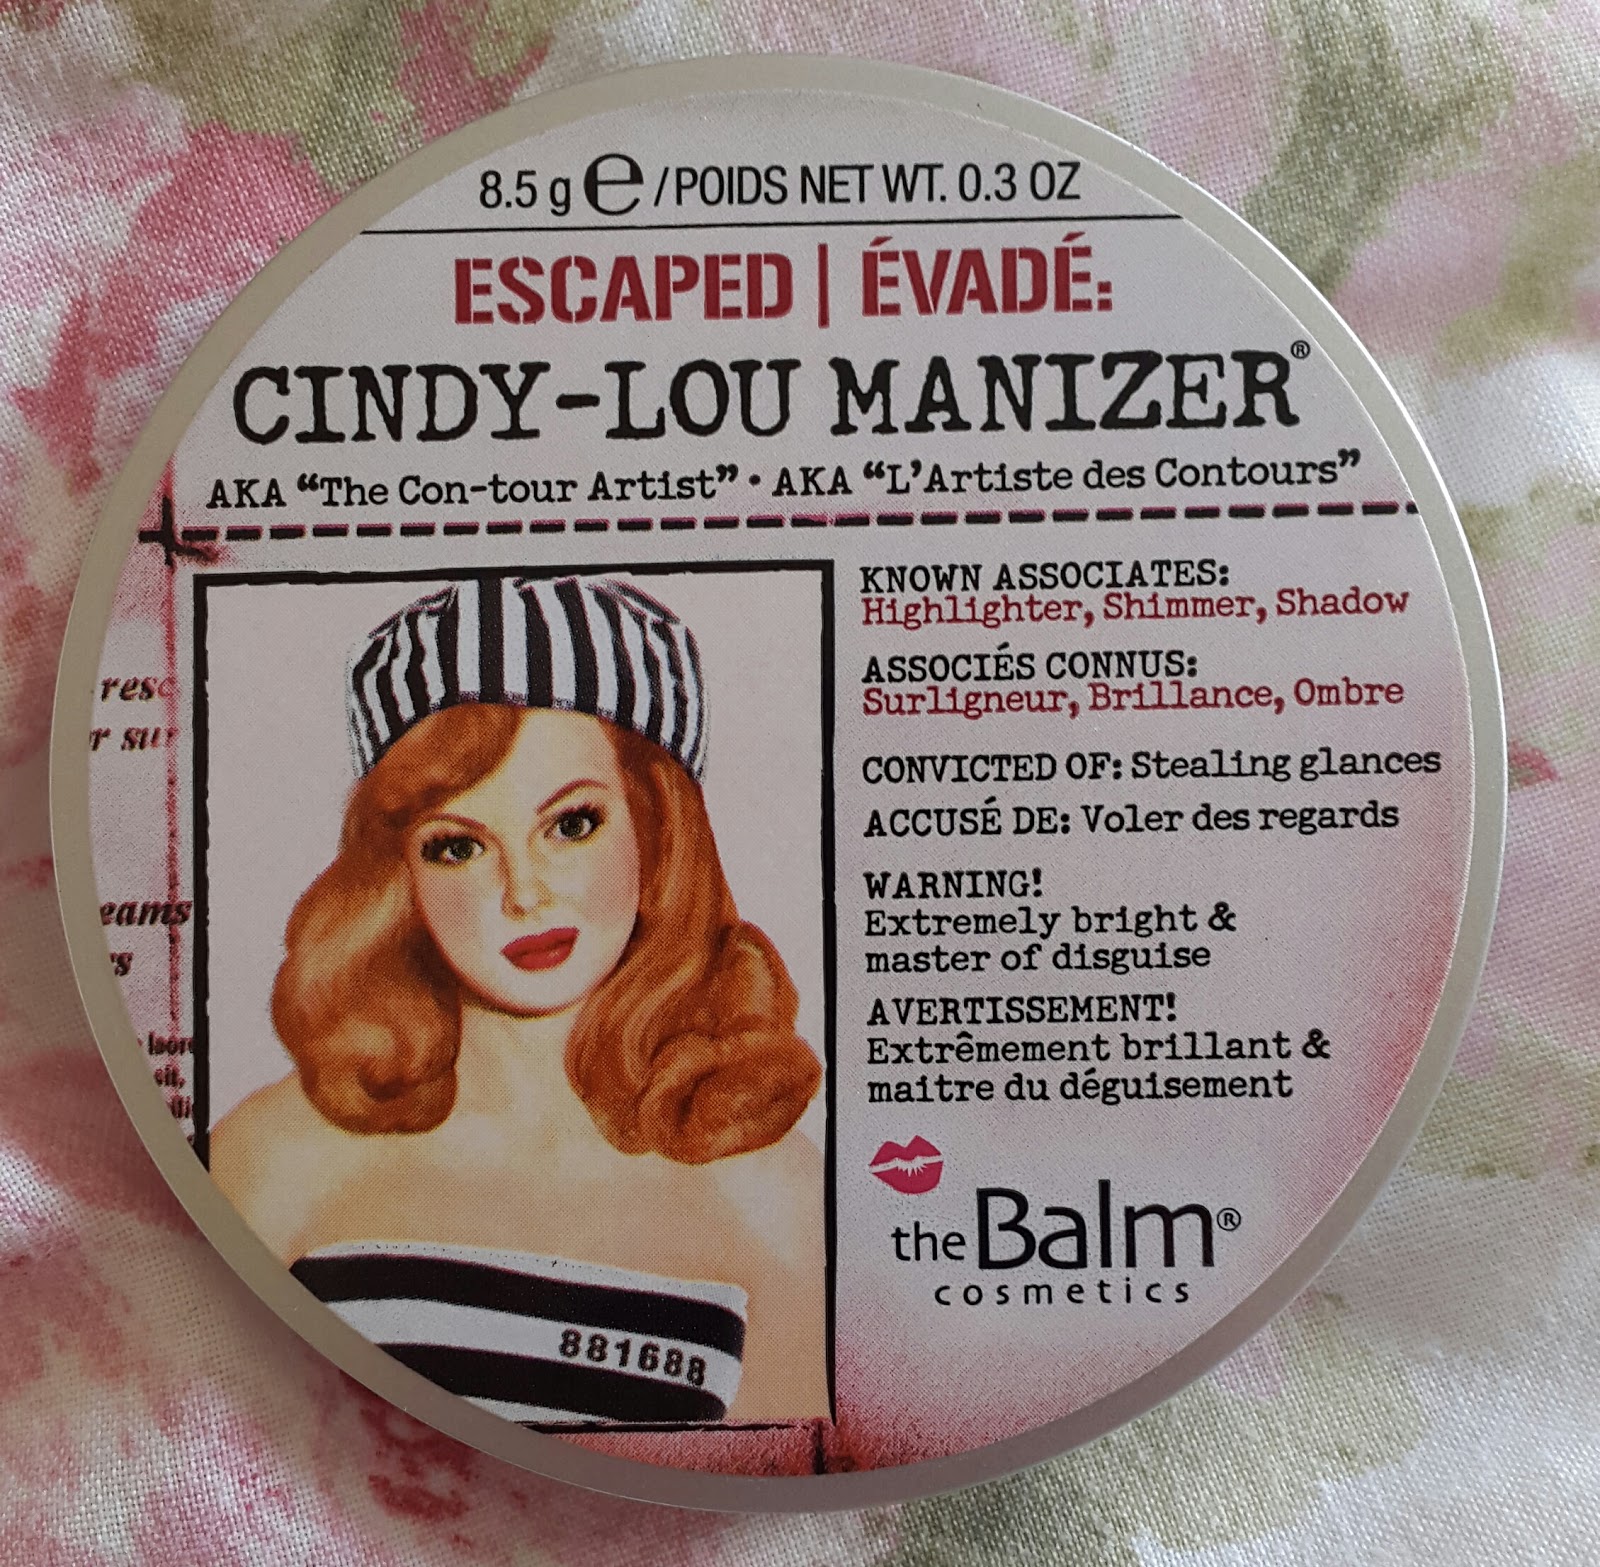 8.5 g ℮ / POIDS NET WT. 0.3 OZ
ESCAPED | ÉVADÉ:
CINDY-LOU MANIZER®
AKA “The Con-tour Artist” • AKA “L’Artiste des Contours”
KNOWN ASSOCIATES:
Highlighter, Shimmer, Shadow
ASSOCIÉS CONNUS:
Surligneur, Brillance, Ombre
CONVICTED OF: Stealing glances
ACCUSÉ DE: Voler des regards
WARNING!
Extremely bright &
master of disguise
AVERTISSEMENT!
Extrêmement brillant &
maitre du déguisement
theBalm®
cosmetics
881688